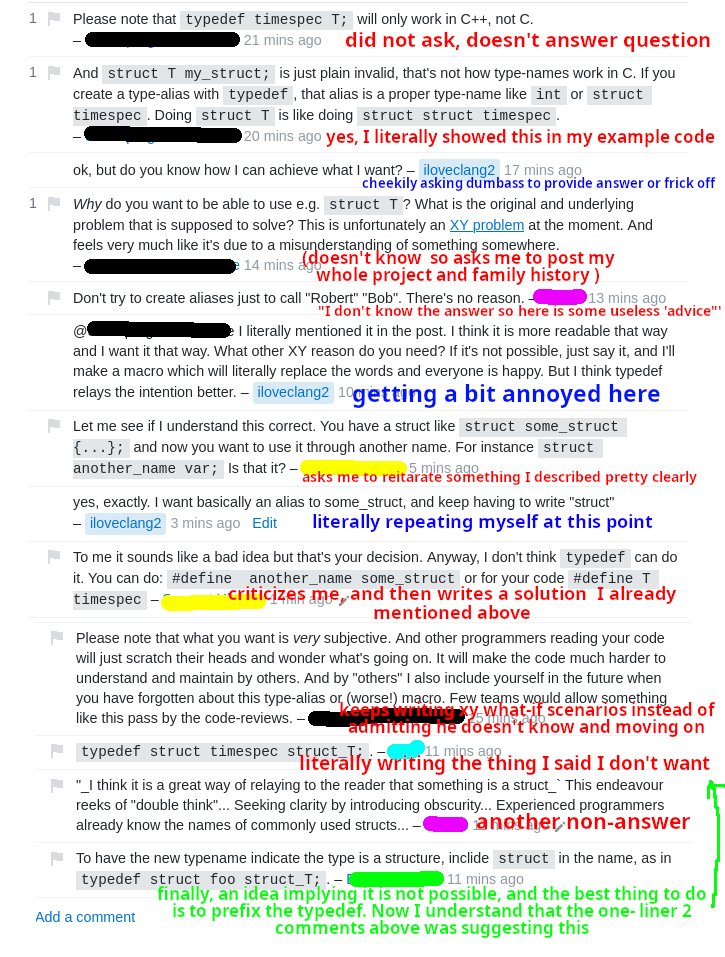 1 Please note that typedef timespec T; will only work in C++, not C.
– 21 mins ago did not ask, doesn't answer question
1 And struct T my_struct; is just plain invalid, that's not how type-names work in C. If you
create a type-alias with typedef, that alias is a proper type-name like int or struct
timespec. Doing struct T is like doing struct struct timespec.
– 20 mins ago yes, I literally showed this in my example code
ok, but do you know how I can achieve what I want? – iloveclang2 17 mins ago
cheekily asking dumbass to provide answer or frick off
1 Why do you want to be able to use e.g. struct T? What is the original and underlying
problem that is supposed to solve? This is unfortunately an XY problem at the moment. And
feels very much like it's due to a misunderstanding of something somewhere.
– 14 mins ago (doesn't know so asks me to post my
whole project and family history )
Don't try to create aliases just to call "Robert" "Bob". There's no reason. – 13 mins ago
"I don't know the answer so here is some useless 'advice"'
@ I literally mentioned it in the post. I think it is more readable that way
and I want it that way. What other XY reason do you need? If it's not possible, just say it, and I'll
make a macro which will literally replace the words and everyone is happy. But I think typedef
relays the intention better. – iloveclang2 10 getting a bit annoyed here
Let me see if I understand this correct. You have a struct like struct some_struct
{...}; and now you want to use it through another name. For instance struct
another_name var; Is that it? – 5 mins ago
asks me to reitarate something I described pretty clearly
yes, exactly. I want basically an alias to some_struct, and keep having to write "struct"
– iloveclang2 3 mins ago Edit literally repeating myself at this point
To me it sounds like a bad idea but that's your decision. Anyway, I don't think typedef can do
it. You can do: #define another_name some_struct or for your code #define T
timespec – 1 min ago criticizes me, and then writes a solution I already
mentioned above
Please note that what you want is very subjective. And other programmers reading your code
will just scratch their heads and wonder what's going on. It will make the code much harder to
understand and maintain by others. And by "others" I also include yourself in the future when
you have forgotten about this type-alias or (worse!) macro. Few teams would allow something
like this pass by the code-reviews. – 5 mins ago keeps writing xy what-if scenarios instead of
admitting he doesn't know and moving on
typedef struct timespec struct_T; . – 11 mins ago
literally writing the thing I said I don't want
"_I think it is a great way of relaying to the reader that something is a struct_` This endeavour
reeks of "double think"... Seeking clarity by introducing obscurity... Experienced programmers
already know the names of commonly used structs... – mins ago another non-answer
To have the new typename indicate the type is a structure, inclide struct in the name, as in
typedef struct foo struct_T; . – 11 mins ago
finally, an idea implying it is not possible, and the best thing to do
is to prefix the typedef. Now I understand that the one- liner 2
comments above was suggesting this
Add a comment